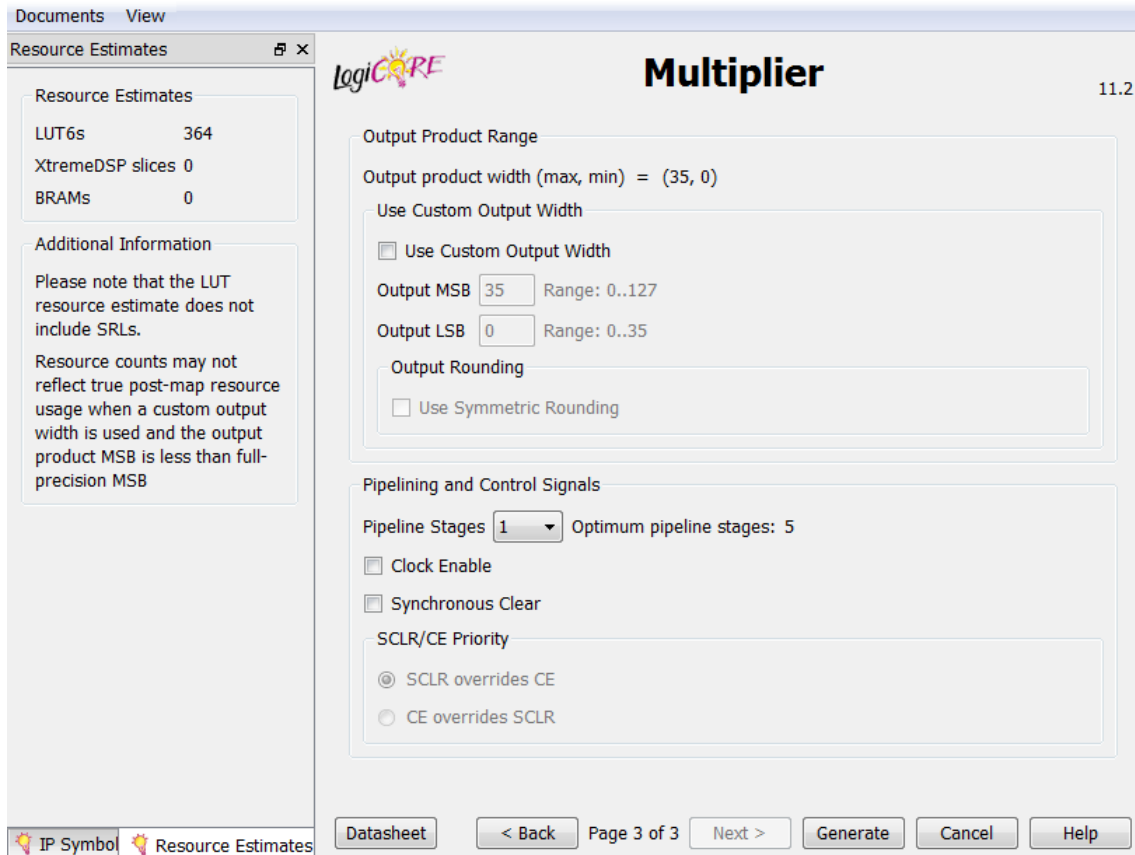 Documents View
Resource Estimates
Resource Estimates
LUT6s 364
XtremeDSP slices 0
BRAMs 0
Additional Information
Please note that the LUT
resource estimate does not
include SRLs.
Resource counts may not
reflect true post-map resource
usage when a custom output
width is used and the output
product MSB is less than full-
precision MSB
IP Symbol Resource Estimates
LogiCORE
Multiplier
11.2
Output Product Range
Output product width (max, min) = (35, 0)
Use Custom Output Width
Use Custom Output Width
Output MSB 35 Range: 0..127
Output LSB 0 Range: 0..35
Output Rounding
Use Symmetric Rounding
Pipelining and Control Signals
Pipeline Stages 1 Optimum pipeline stages: 5
Clock Enable
Synchronous Clear
SCLR/CE Priority
SCLR overrides CE
CE overrides SCLR
Datasheet < Back Page 3 of 3 Next > Generate Cancel Help